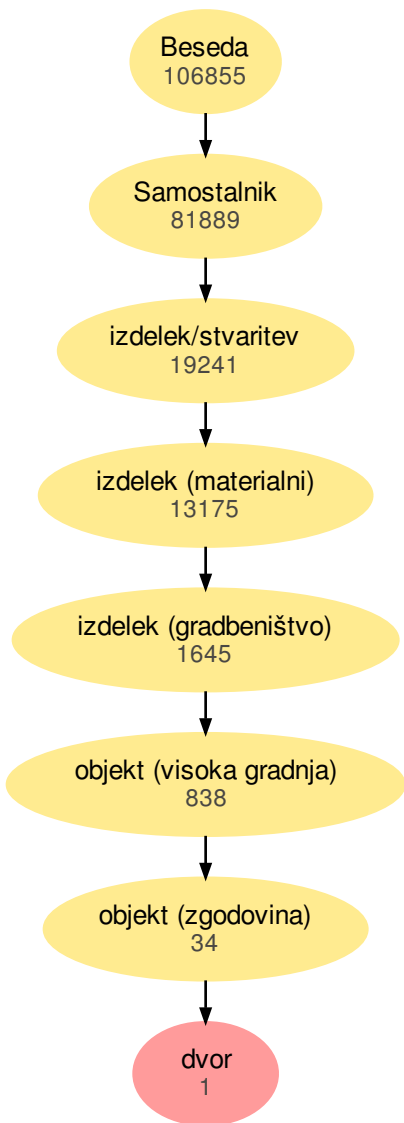 Beseda
106855
Samostalnik
81889
izdelek/stvaritev
19241
izdelek (materialni)
13175
izdelek (gradbeništvo)
1645
objekt (visoka gradnja)
838
objekt (zgodovina)
34
dvor
1